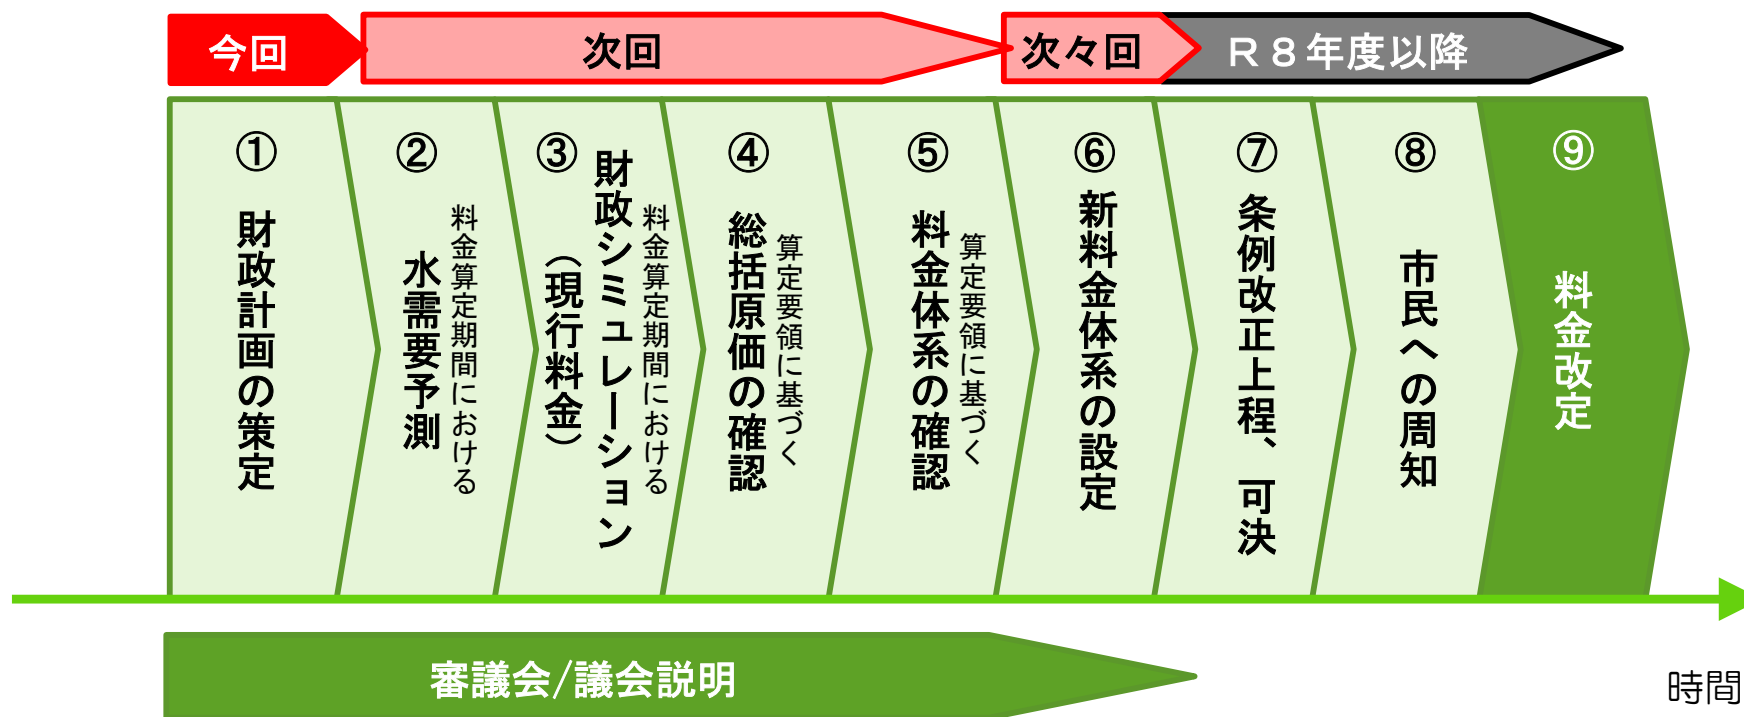 今回
次回
次々回
R８年度以降
①
財政計画の策定
②
料金算定期間における
水需要予測
③
料金算定期間における
財政シミュレーション
（現行料金）
④
算定要領に基づく
総括原価の確認
⑤
算定要領に基づく
料金体系の確認
⑥
新料金体系の設定
⑦
条例改正上程、可決
⑧
市民への周知
⑨
料金改定
審議会/議会説明
時間